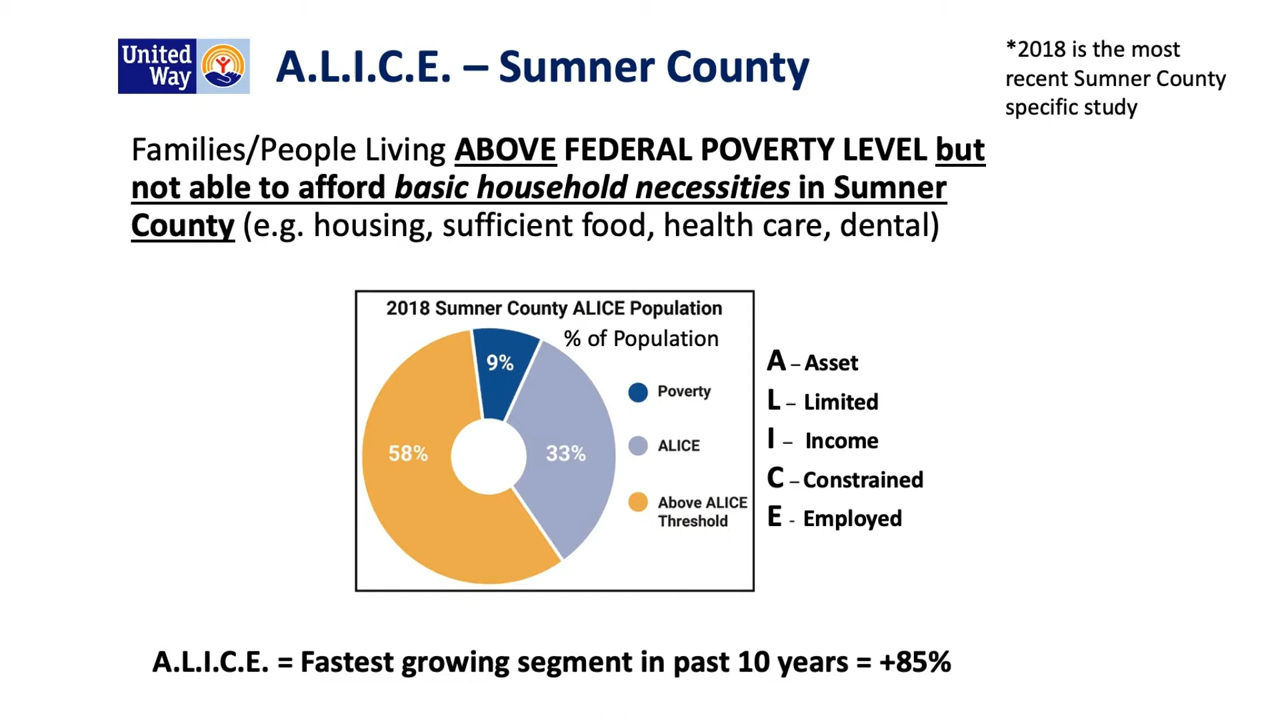 United
Way
A.L.I.C.E. – Sumner County
*2018 is the most
recent Sumner County
specific study
Families/People Living ABOVE FEDERAL POVERTY LEVEL but
not able to afford basic household necessities in Sumner
County (e.g. housing, sufficient food, health care, dental)
2018 Sumner County ALICE Population
% of Population
9%
58%
33%
Poverty
ALICE
Above ALICE
Threshold
A – Asset
L – Limited
I – Income
C – Constrained
E - Employed
A.L.I.C.E. = Fastest growing segment in past 10 years = +85%